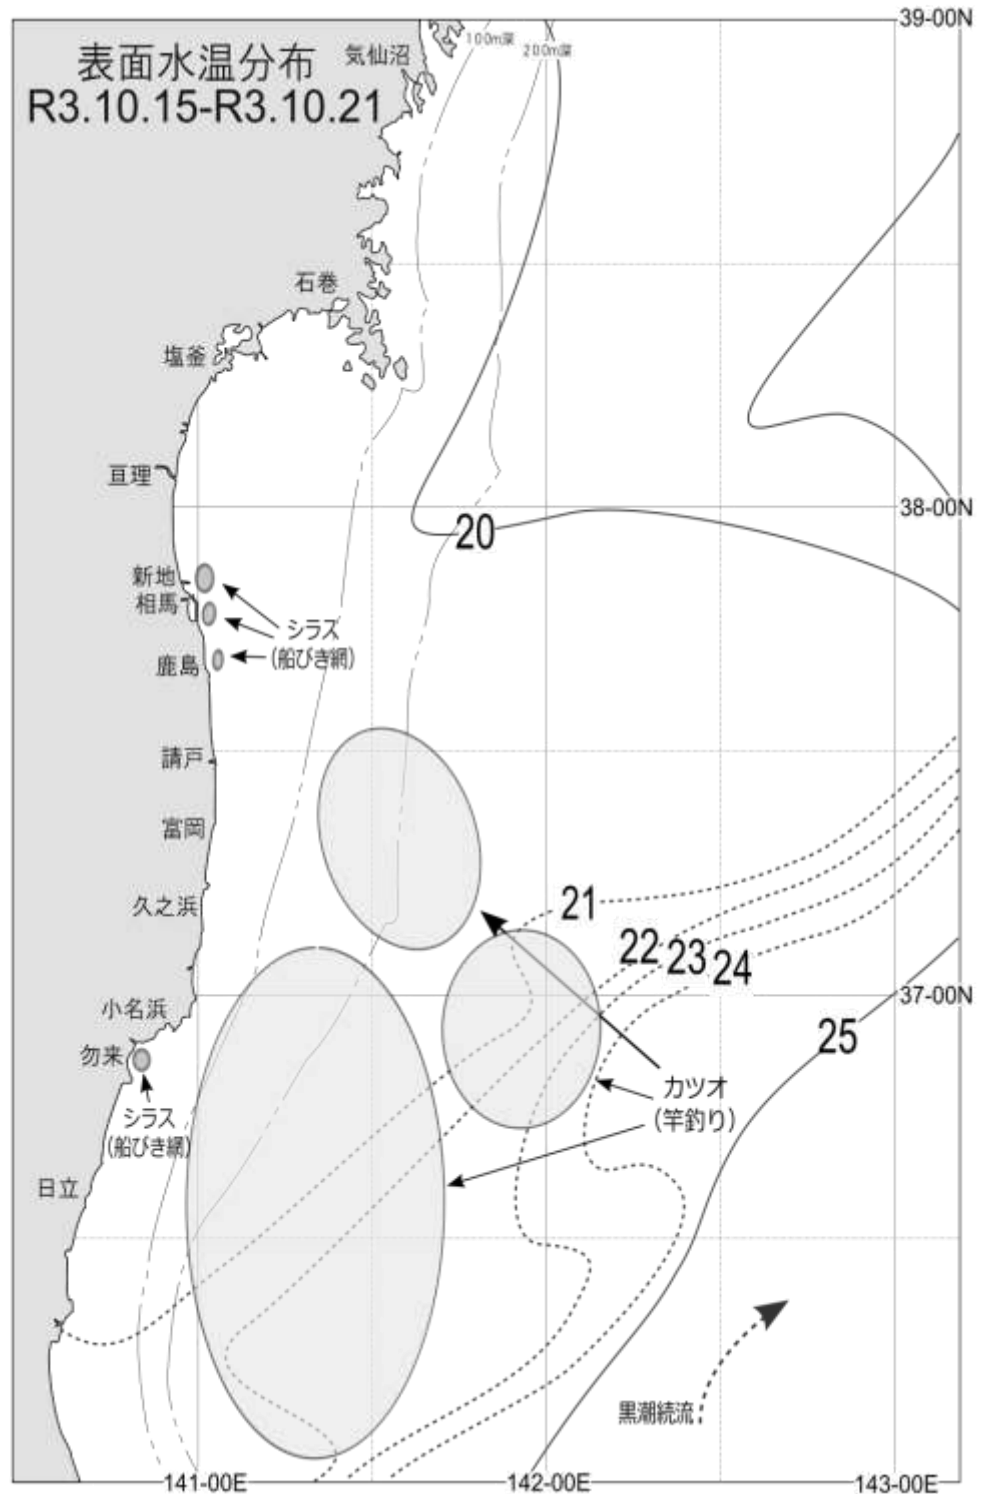 39-00N
100m深
200m深
気仙沼
表面水温分布
R3.10.15-R3.10.21
石巻
塩釜
亘理
38-00N
20
新地
相馬
シラス
(船びき網)
鹿島
請戸
富岡
久之浜
21
22
23
24
37-00N
小名浜
25
勿来
カツオ
(竿釣り)
シラス
(船びき網)
日立
黒潮続流
141-00E
142-00E
143-00E